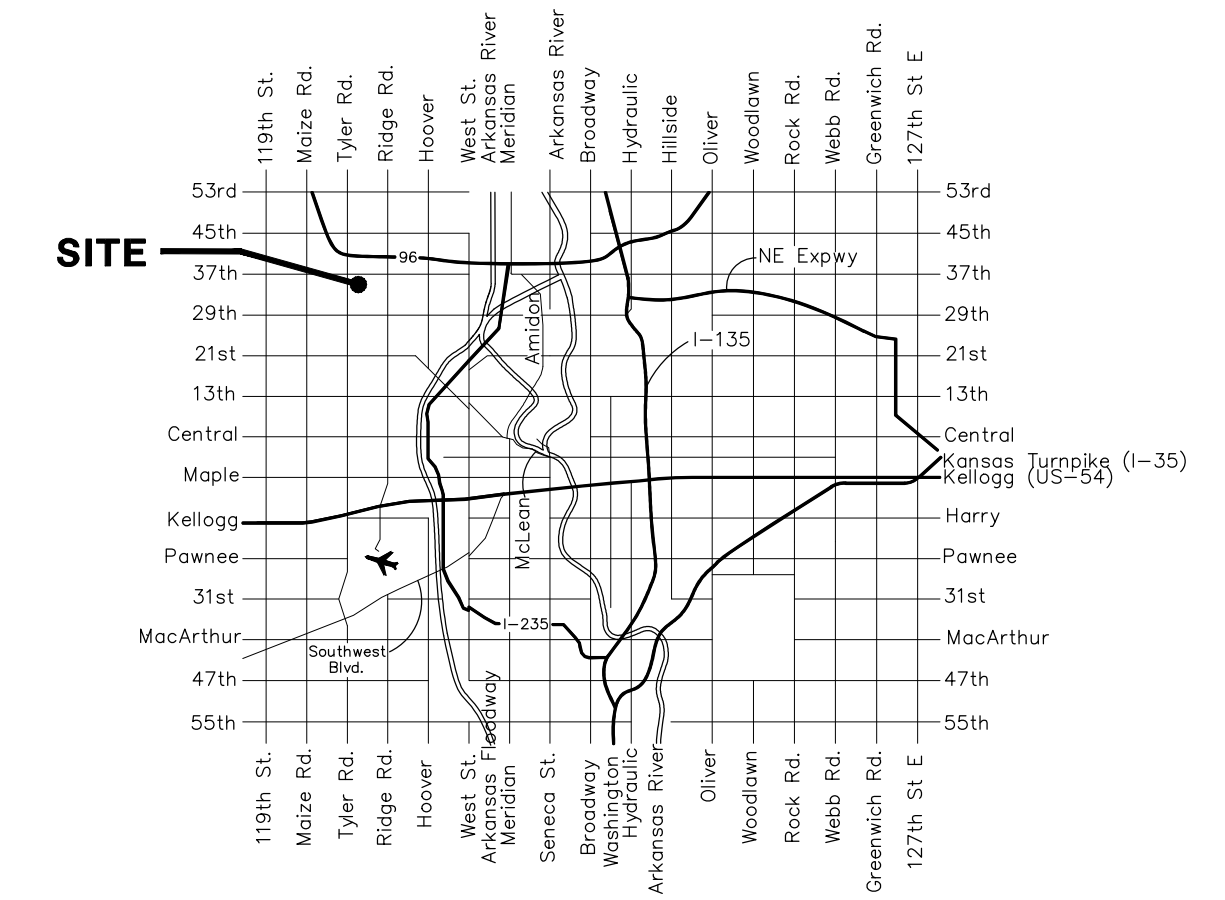 119th St.
Maize Rd.
Tyler Rd.
Ridge Rd.
Hoover
West St.
Arkansas River
Meridian
Arkansas River
Broadway
Hydraulic
Hillside
Oliver
Woodlawn
Rock Rd.
Webb Rd.
Greenwich Rd.
127th St E
53rd
53rd
45th
45th
SITE
96
NE Expwy
37th
37th
29th
29th
Amidon
I-135
21st
21st
13th
13th
Central
Central
Kansas Turnpike (I-35)
Maple
Kellogg (US-54)
Kellogg
Harry
McLean
Pawnee
Pawnee
31st
31st
I-235
MacArthur
MacArthur
Southwest
Blvd.
47th
47th
55th
55th
119th St.
Maize Rd.
Tyler Rd.
Ridge Rd.
Hoover
West St.
Arkansas Floodway
Meridian
Seneca St.
Broadway
Washington
Hydraulic
Arkansas River
Oliver
Woodlawn
Rock Rd.
Webb Rd.
Greenwich Rd.
127th St E